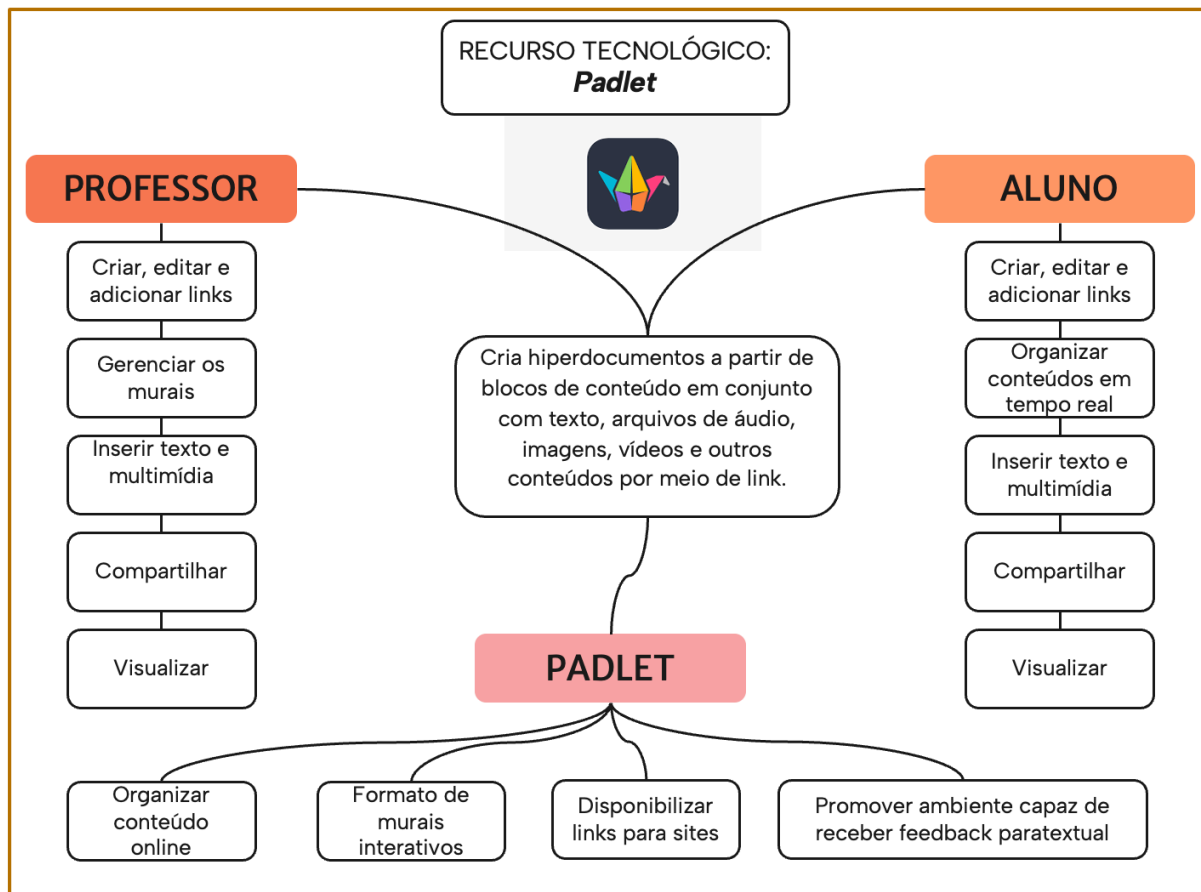 RECURSO TECNOLÓGICO:
Padlet
PROFESSOR
Criar, editar e
adicionar links
Gerenciar os
murais
Inserir texto e
multimídia
Compartilhar
Visualizar
ALUNO
Criar, editar e
adicionar links
Organizar
conteúdos em
tempo real
Inserir texto e
multimídia
Compartilhar
Visualizar
Cria hiperdocumentos a partir de
blocos de conteúdo em conjunto
com texto, arquivos de áudio,
imagens, vídeos e outros
conteúdos por meio de link.
PADLET
Organizar
conteúdo
online
Formato de
murais
interativos
Disponibilizar
links para sites
Promover ambiente capaz de
receber feedback paratextual